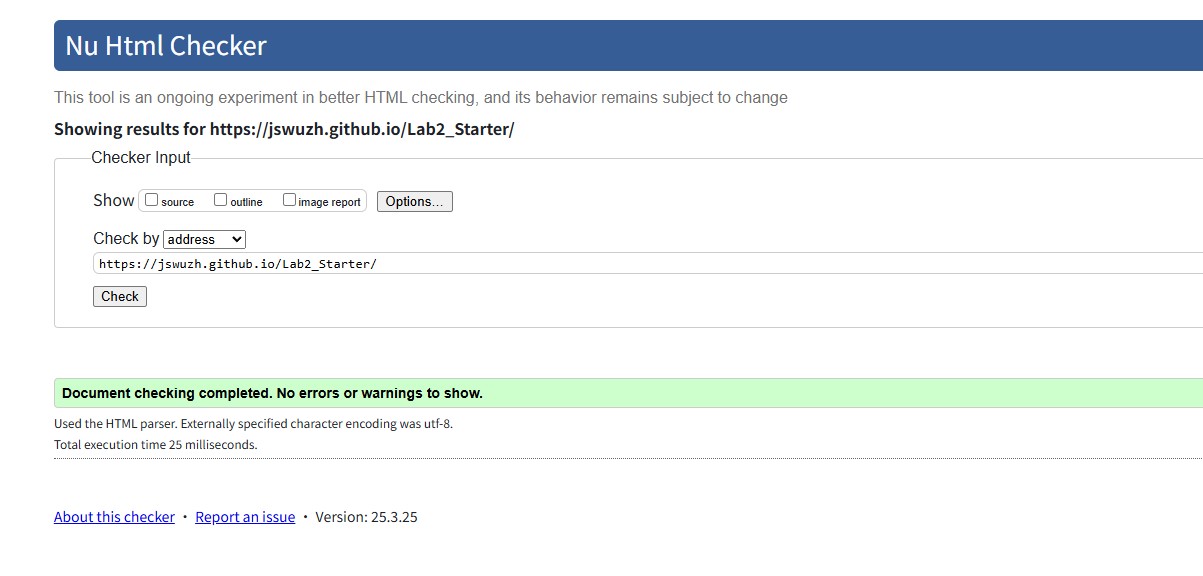 Nu Html Checker
This tool is an ongoing experiment in better HTML checking, and its behavior remains subject to change
Showing results for https://jswuzh.github.io/Lab2_Starter/
Checker Input
Show source outline image report Options...
Check by address
https://jswuzh.github.io/Lab2_Starter/
Check
Document checking completed. No errors or warnings to show.
Used the HTML parser. Externally specified character encoding was utf-8.
Total execution time 25 milliseconds.
About this checker • Report an issue • Version: 25.3.25